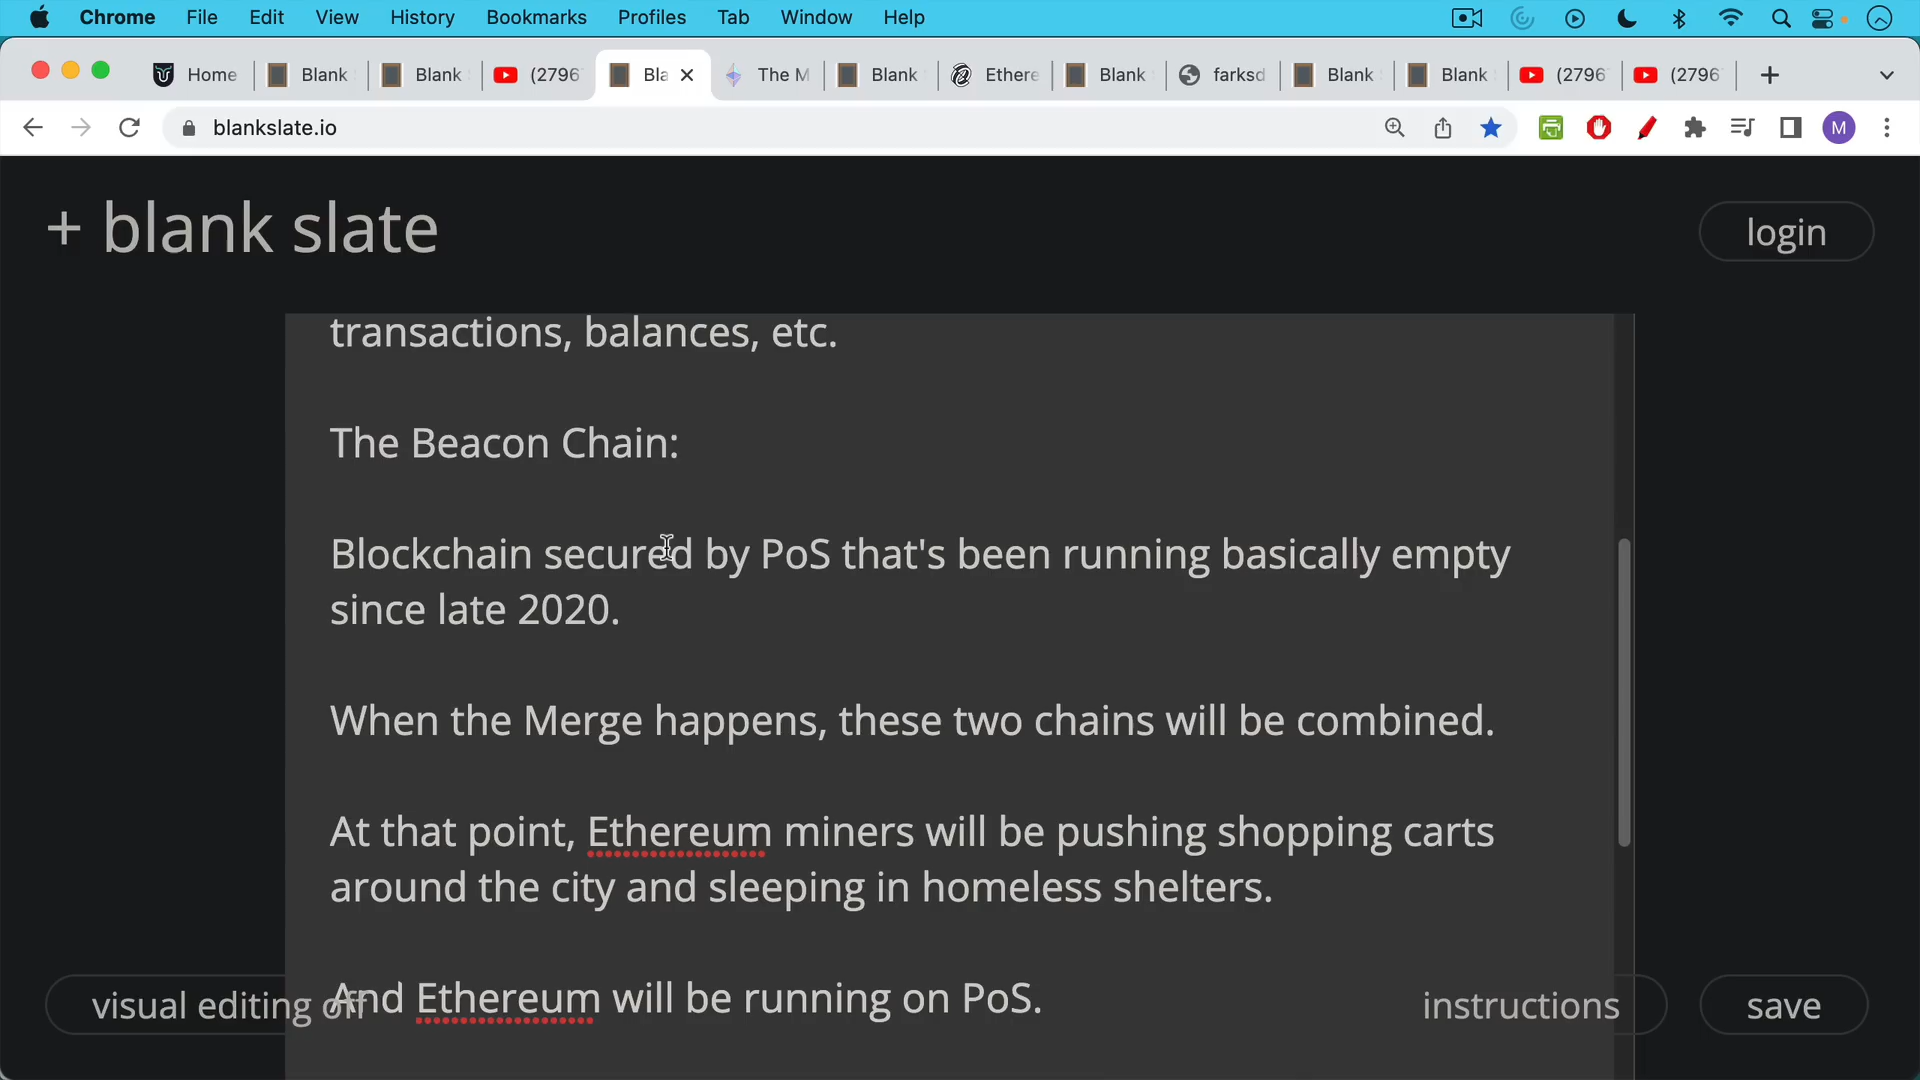 Chrome File Edit View History Bookmarks Profiles Tab Window Help
Home Blank Blank (2796 Bla The M Blank Ethere Blank farksd Blank Blank (2796 (2796
blankslate.io
M
+ blank slate
login
transactions, balances, etc.
The Beacon Chain:
Blockchain secured by PoS that's been running basically empty
since late 2020.
When the Merge happens, these two chains will be combined.
At that point, Ethereum miners will be pushing shopping carts
around the city and sleeping in homeless shelters.
And Ethereum will be running on PoS.
visual editing off
instructions
save